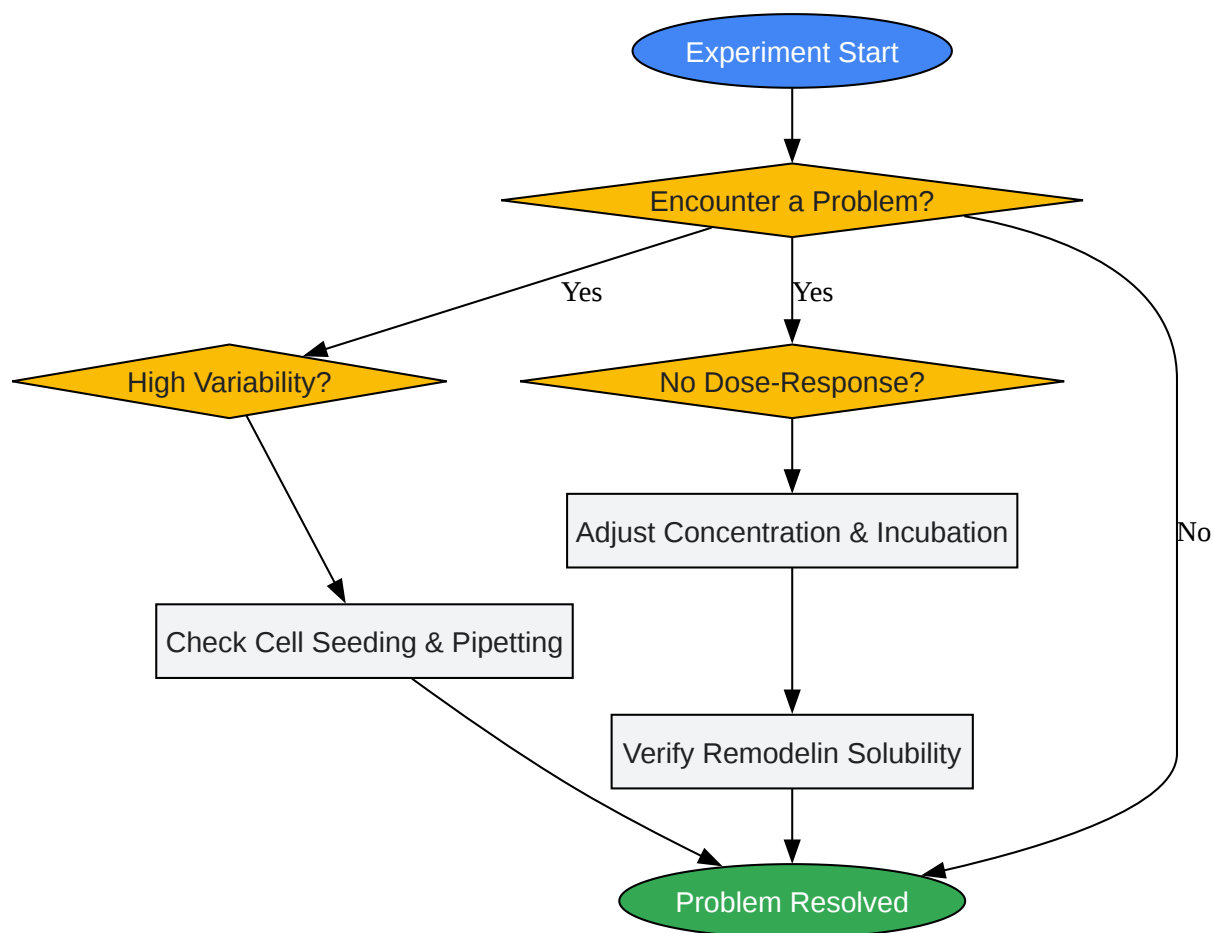 Experiment Start
Encounter a Problem?
Yes
Yes
High Variability?
No Dose-Response?
Adjust Concentration & Incubation
No
Check Cell Seeding & Pipetting
Verify Remodelin Solubility
Problem Resolved